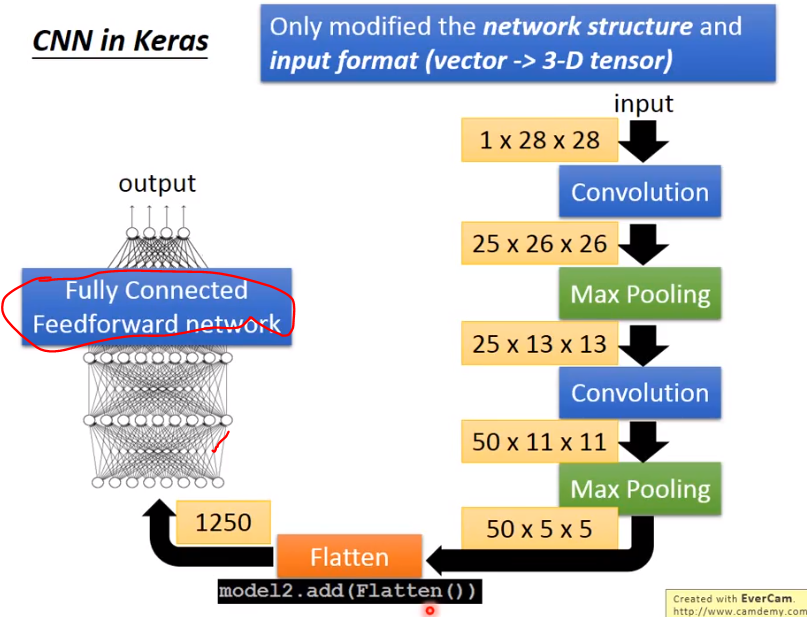 CNN in Keras
Only modified the network structure and
input format (vector -> 3-D tensor)
input
1 x 28 x 28
Convolution
25 x 26 x 26
Max Pooling
25 x 13 x 13
Convolution
50 x 11 x 11
Max Pooling
50 x 5 x 5
output
Fully Connected
Feedforward network
1250
Flatten
model2.add(Flatten())
Created with EverCam.
http://www.camdemy.com